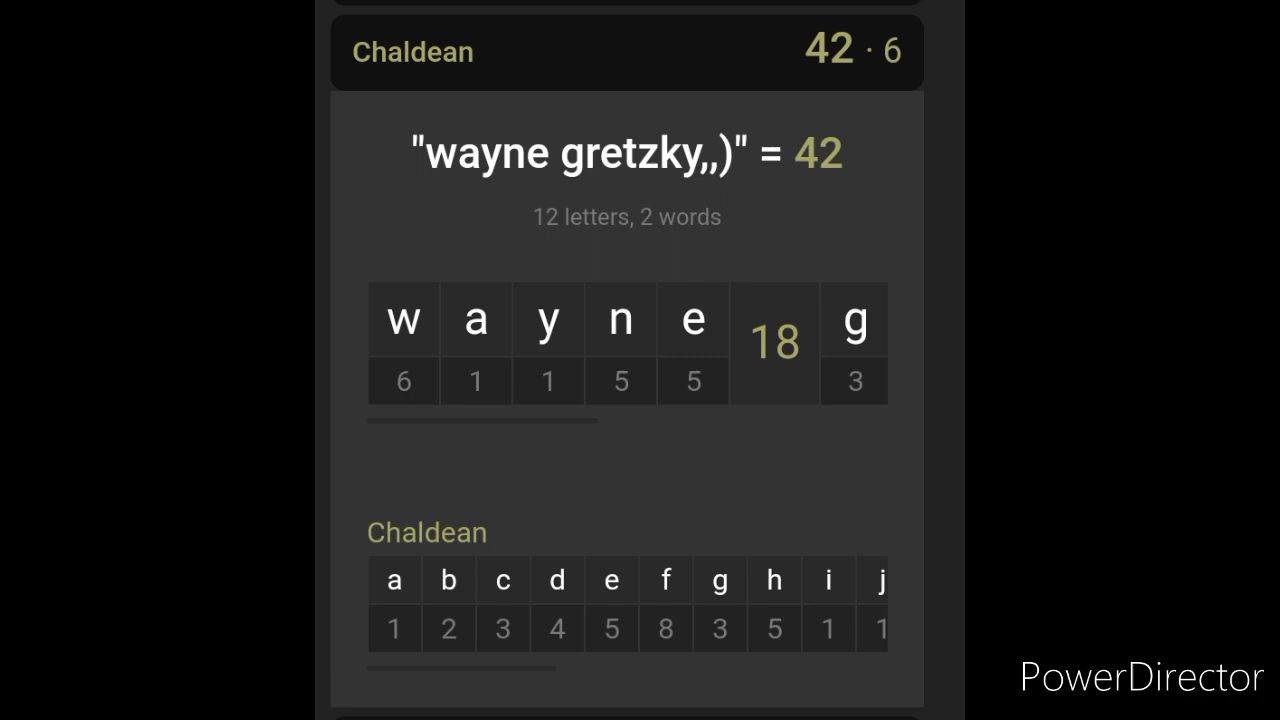 Chaldean 42 · 6
"wayne gretzky,,)" = 42
12 letters, 2 words
w a y n e 18 g
6 1 1 5 5 3
Chaldean
a b c d e f g h i j
1 2 3 4 5 8 3 5 1 1
PowerDirector